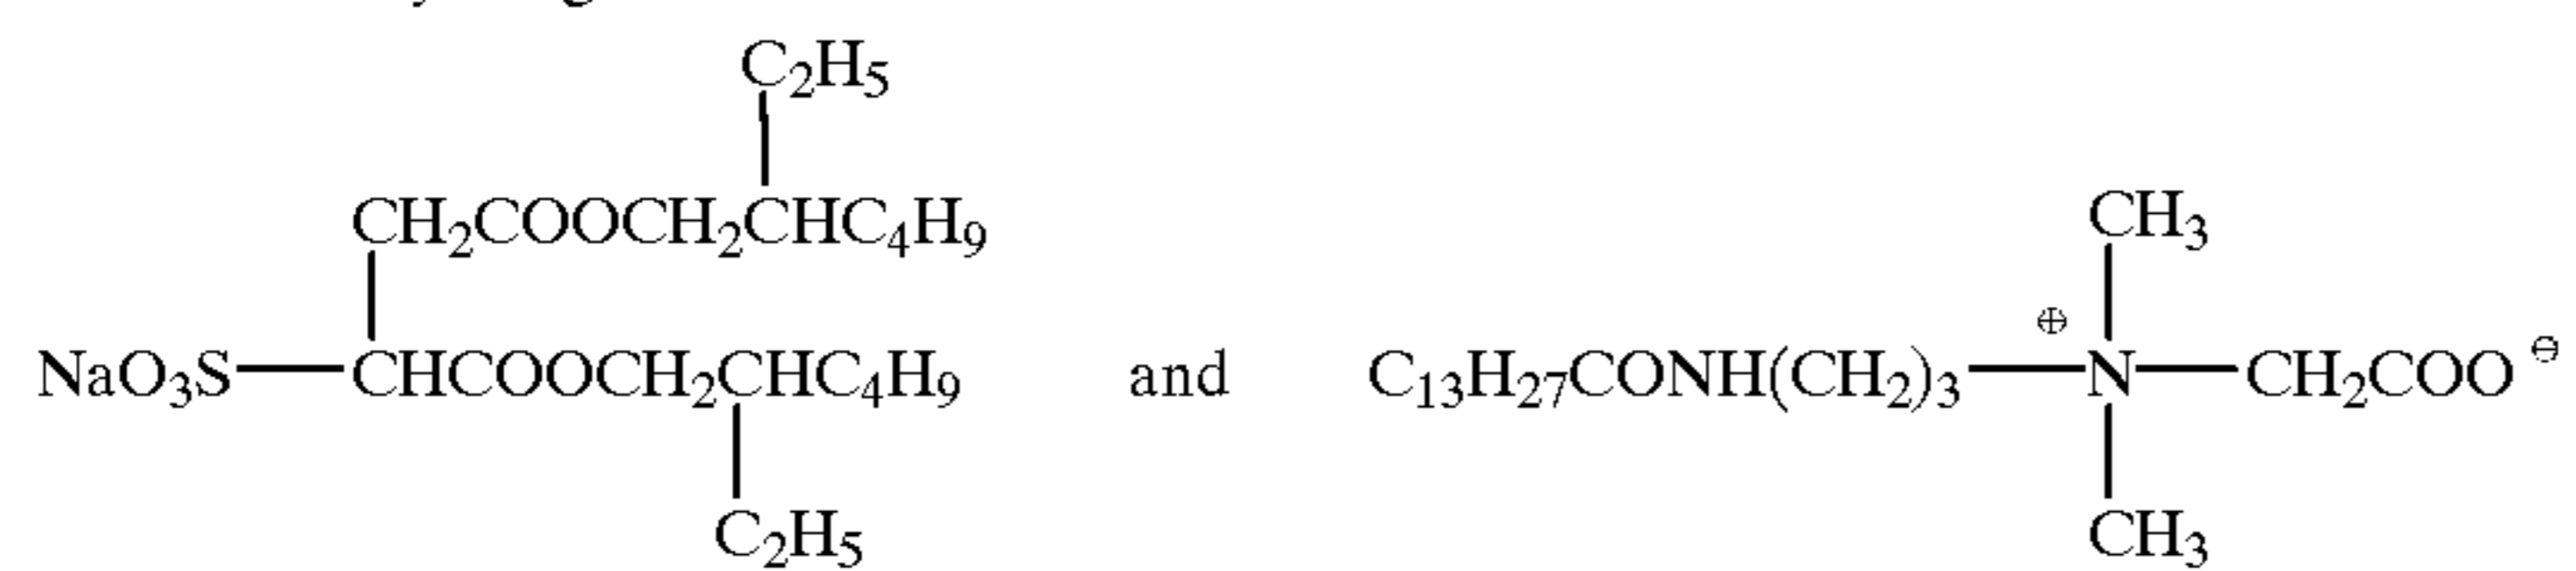 C₂H₅
CH₂COOCH₂CHC₄H₉
CH₃
NaO₃S—CHCOOCH₂CHC₄H₉ and C₁₃H₂₇CONH(CH₂)₃—N⊕—CH₂COO⊖
C₂H₅
CH₃